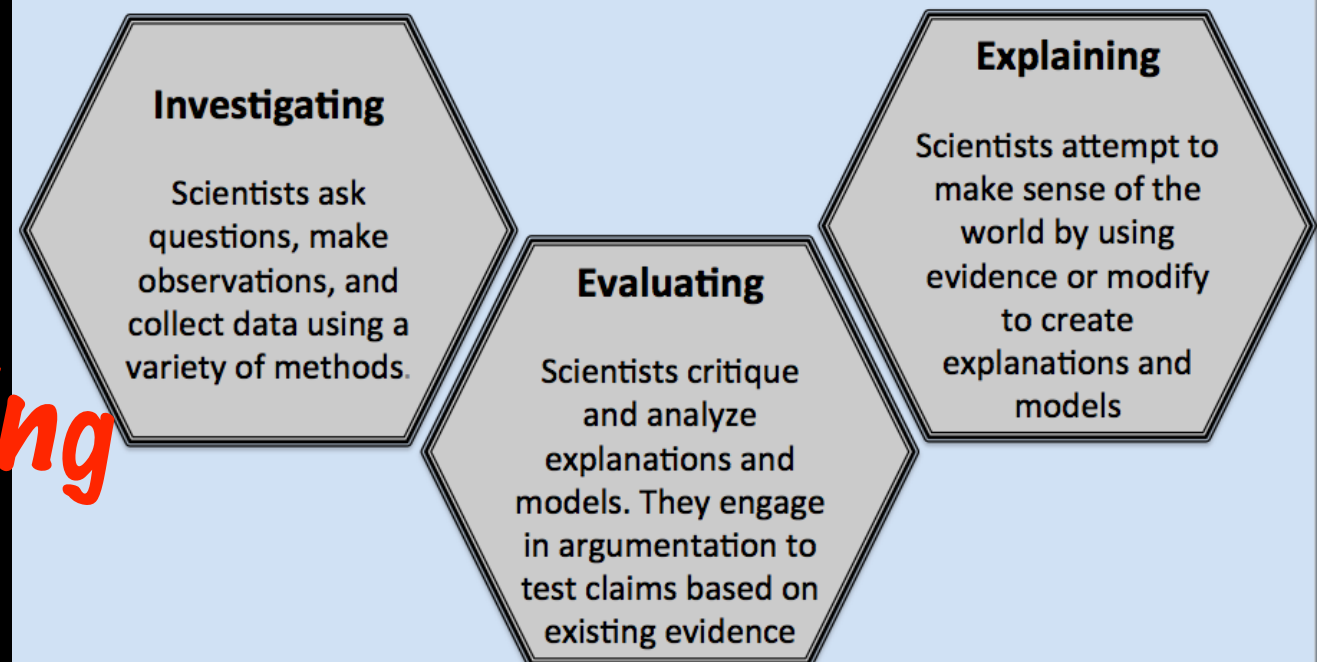 Investigating
Scientists ask
questions, make
observations, and
collect data using a
variety of methods.
Evaluating
Scientists critique
and analyze
explanations and
models. They engage
in argumentation to
test claims based on
existing evidence
Explaining
Scientists attempt to
make sense of the
world by using
evidence or modify
to create
explanations and
models